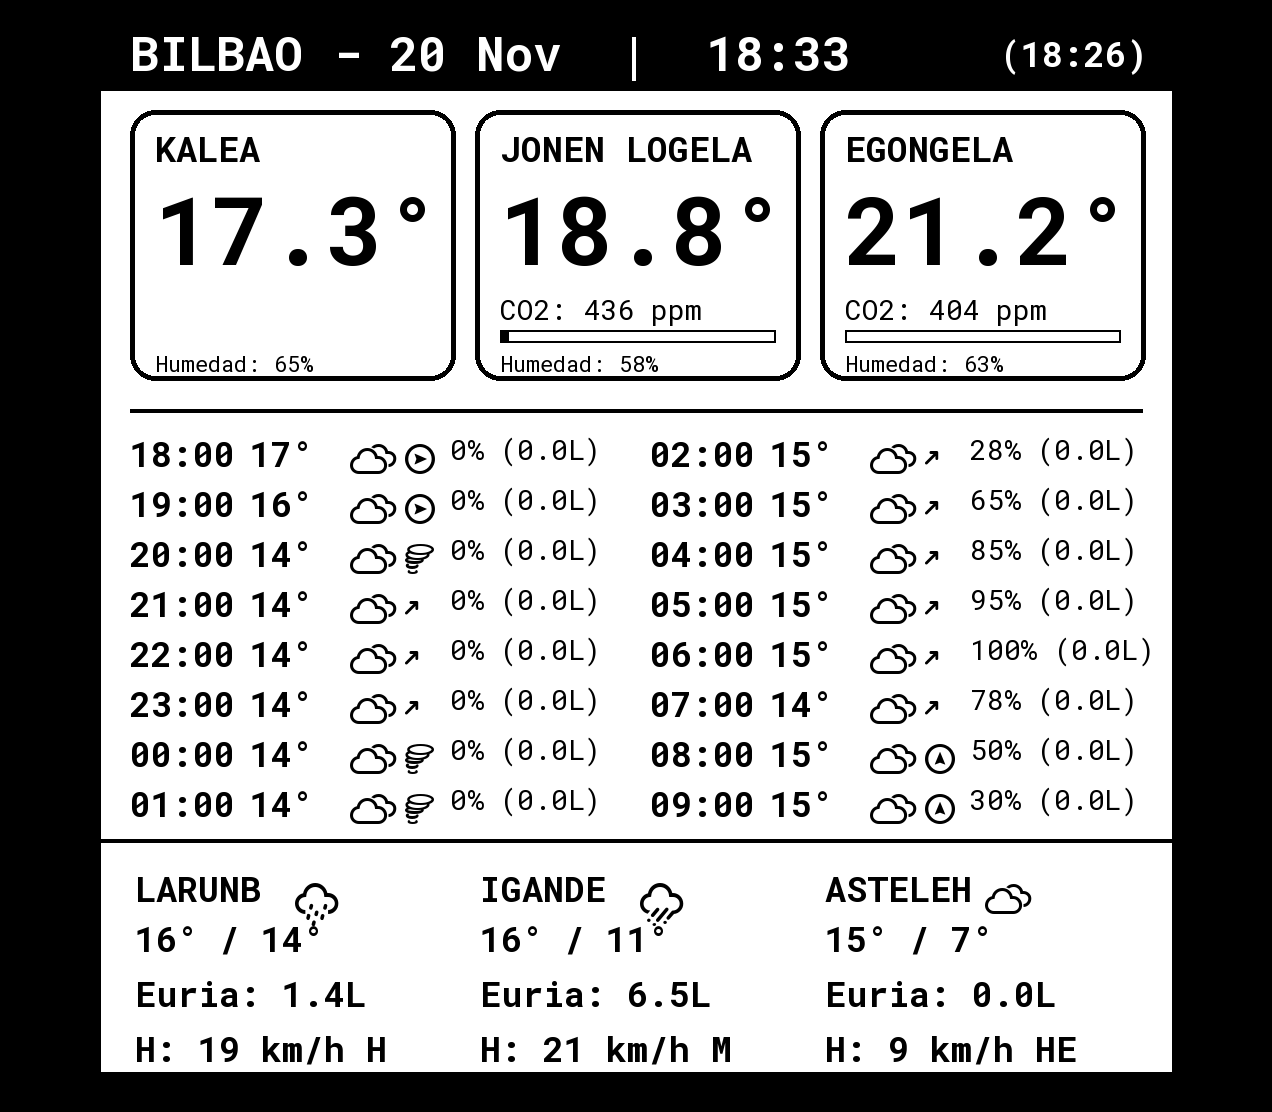 BILBAO - 20 Nov | 18:33 (18:26)
KALEA
17.3°
Humedad: 65%
JONEN LOGELA
18.8°
CO2: 436 ppm
Humedad: 58%
EGONGELA
21.2°
CO2: 404 ppm
Humedad: 63%
18:00 17° 0% (0.0L)
19:00 16° 0% (0.0L)
20:00 14° 0% (0.0L)
21:00 14° 0% (0.0L)
22:00 14° 0% (0.0L)
23:00 14° 0% (0.0L)
00:00 14° 0% (0.0L)
01:00 14° 0% (0.0L)
02:00 15° 28% (0.0L)
03:00 15° 65% (0.0L)
04:00 15° 85% (0.0L)
05:00 15° 95% (0.0L)
06:00 15° 100% (0.0L)
07:00 14° 78% (0.0L)
08:00 15° 50% (0.0L)
09:00 15° 30% (0.0L)
LARUNB
16° / 14°
Euria: 1.4L
H: 19 km/h H
IGANDE
16° / 11°
Euria: 6.5L
H: 21 km/h M
ASTELEH
15° / 7°
Euria: 0.0L
H: 9 km/h HE